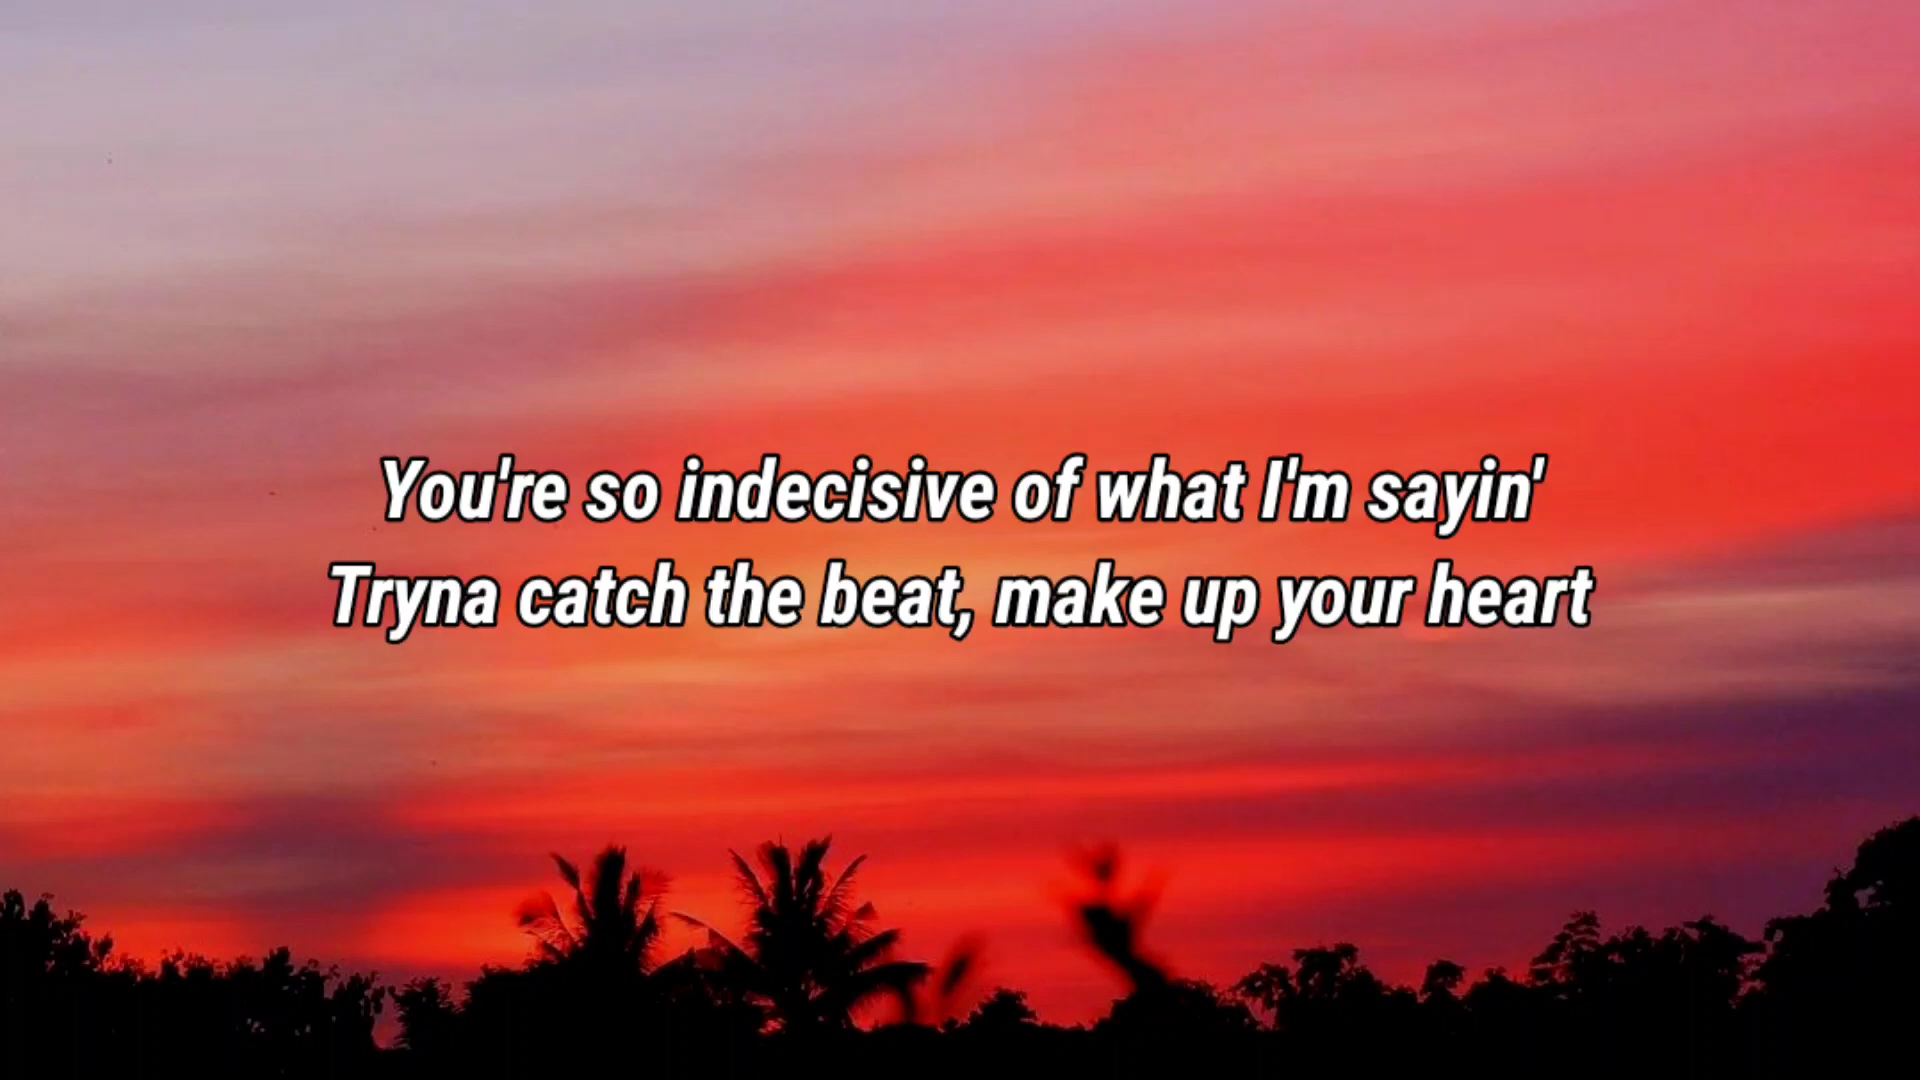 You're so indecisive of what I'm sayin'
Tryna catch the beat, make up your heart